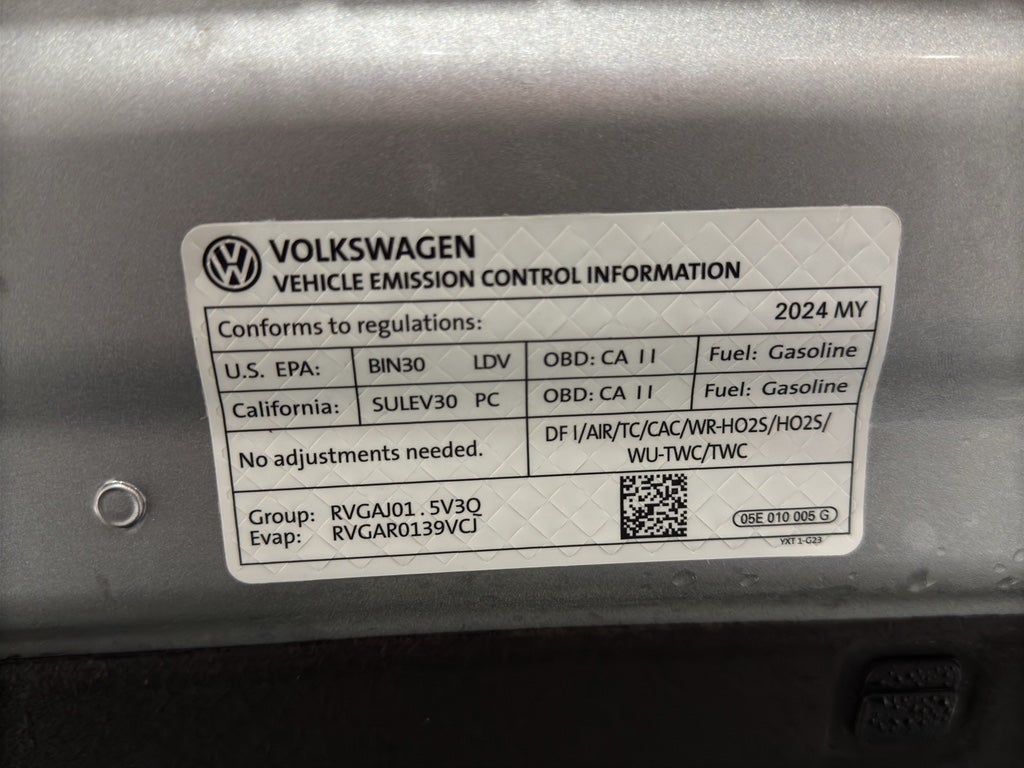 VOLKSWAGEN
VEHICLE EMISSION CONTROL INFORMATION
Conforms to regulations: 2024 MY
U.S. EPA: BIN30 LDV OBD: CA II Fuel: Gasoline
California: SULEV30 PC OBD: CA II Fuel: Gasoline
No adjustments needed.
DFI/AIR/TC/CAC/WR-HO2S/HO2S/
WU-TWC/TWC
Group: RVGAJ01.5V3Q
Evap: RVGAR0139VCJ
05E 010 005 G
YXT 1-G23